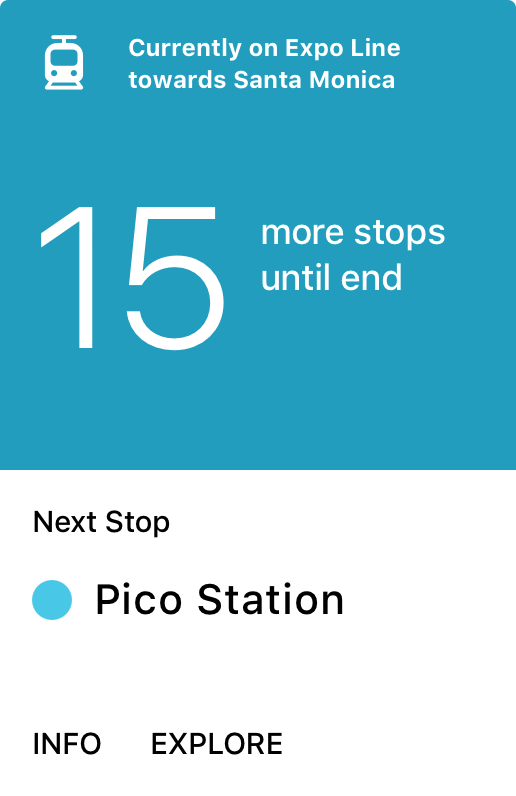 Currently on Expo Line
towards Santa Monica
15
more stops
until end
Next Stop
Pico Station
INFO EXPLORE